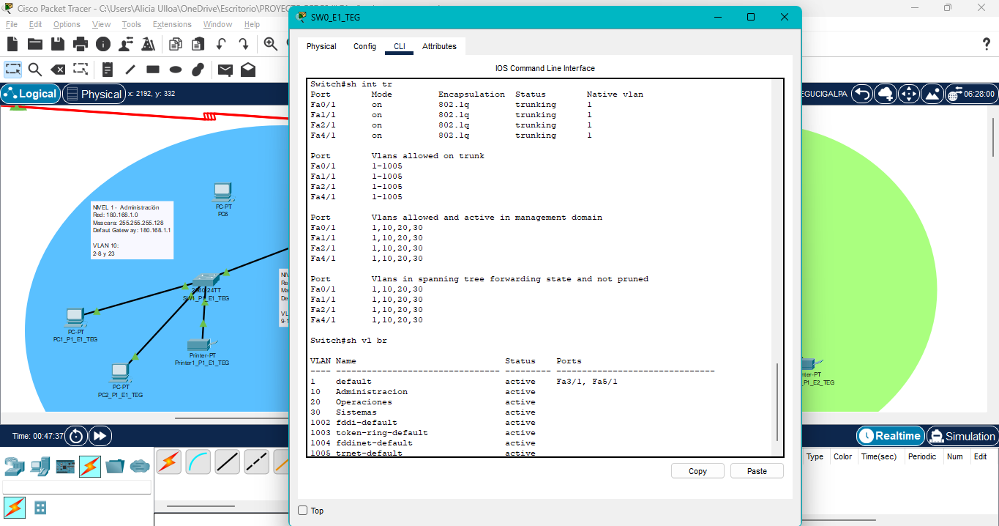 Cisco Packet Tracer - C:\Users\Alicia Ulloa\OneDrive\Escritorio\PROYEC
File Edit Options View Tools Extensions Window Help
Logical
Physical
x: 2192, y: 332
EGUCIGALPA
06:28:00
SW0_E1_TEG
Physical Config CLI Attributes
IOS Command Line Interface
Switch#sh int tr
Port Mode Encapsulation Status Native vlan
Fa0/1 on 802.1q trunking 1
Fa1/1 on 802.1q trunking 1
Fa2/1 on 802.1q trunking 1
Fa4/1 on 802.1q trunking 1
Port Vlans allowed on trunk
Fa0/1 1-1005
Fa1/1 1-1005
Fa2/1 1-1005
Fa4/1 1-1005
Port Vlans allowed and active in management domain
Fa0/1 1,10,20,30
Fa1/1 1,10,20,30
Fa2/1 1,10,20,30
Fa4/1 1,10,20,30
Port Vlans in spanning tree forwarding state and not pruned
Fa0/1 1,10,20,30
Fa1/1 1,10,20,30
Fa2/1 1,10,20,30
Fa4/1 1,10,20,30
Switch#sh vl br
VLAN Name Status Ports
---- -------------------------------- --------- -------------------------------
1 default active Fa3/1, Fa5/1
10 Administracion active
20 Operaciones active
30 Sistemas active
1002 fddi-default active
1003 token-ring-default active
1004 fddinet-default active
1005 trnet-default active
Copy
Paste
Top
PC-PT
PC6
NIVEL 1 - Administración
Red: 180.168.1.0
Mascara: 255.255.255.128
Defaut Gateway: 180.168.1.1
VLAN 10:
2-8 y 23
2960-24TT
SW1_P1_E1_TEG
PC-PT
PC1_P1_E1_TEG
Printer-PT
Printer1_P1_E1_TEG
PC-PT
PC2_P1_E1_TEG
NIV
Re
Ma
De
VL
9-1
nter-PT
_P1_E2_TEG
Time: 00:47:37
Realtime
Simulation
Type Color Time(sec) Periodic Num Edit